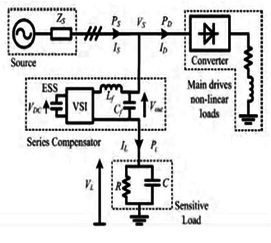 Z_S
P_S
V_S
P_D
I_S
I_D
Source
Converter
Main drives
non-linear
loads
ESS
V_DC
VSI
L_f
C_f
V_out
Series Compensator
I_L
P_L
V_L
R
C
Sensitive
Load